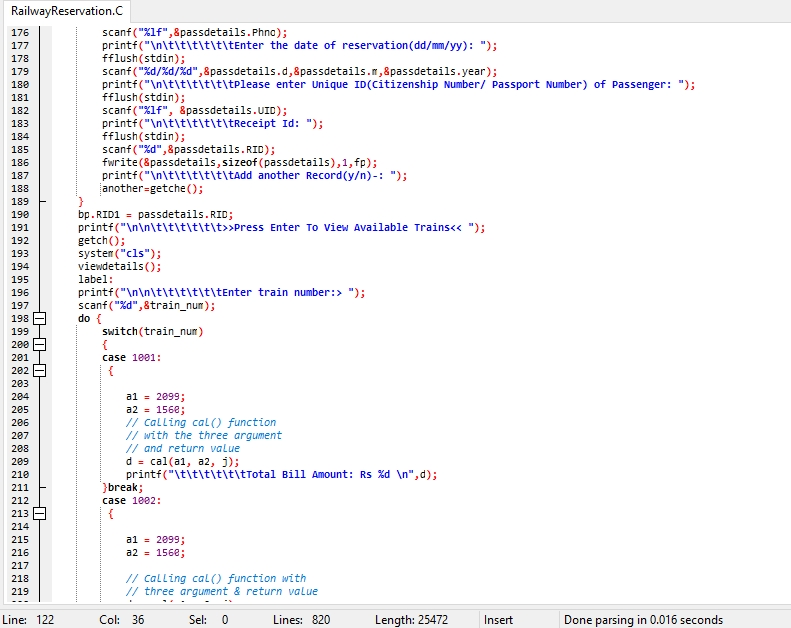 RailwayReservation.C
176 scanf("%lf",&passdetails.Phno);
177 printf("\n\t\t\t\t\t\tEnter the date of reservation(dd/mm/yy): ");
178 fflush(stdin);
179 scanf("%d/%d/%d",&passdetails.d,&passdetails.m,&passdetails.year);
180 printf("\n\t\t\t\t\t\tPlease enter Unique ID(Citizenship Number/ Passport Number) of Passenger: ");
181 fflush(stdin);
182 scanf("%lf", &passdetails.UID);
183 printf("\n\t\t\t\t\t\tReceipt Id: ");
184 fflush(stdin);
185 scanf("%d",&passdetails.RID);
186 fwrite(&passdetails,sizeof(passdetails),1,fp);
187 printf("\n\t\t\t\t\t\tAdd another Record(y/n)-: ");
188 another=getche();
189 }
190 bp.RID1 = passdetails.RID;
191 printf("\n\n\t\t\t\t\t\t>>Press Enter To View Available Trains<< ");
192 getch();
193 system("cls");
194 viewdetails();
195 label:
196 printf("\n\n\t\t\t\t\t\tEnter train number:> ");
197 scanf("%d",&train_num);
198 do {
199 switch(train_num)
200 {
201 case 1001:
202 {
203
204 a1 = 2099;
205 a2 = 1560;
206 // Calling cal() function
207 // with the three argument
208 // and return value
209 d = cal(a1, a2, j);
210 printf("\t\t\t\t\t\tTotal Bill Amount: Rs %d \n",d);
211 }break;
212 case 1002:
213 {
214
215 a1 = 2099;
216 a2 = 1560;
217
218 // Calling cal() function with
219 // three argument & return value
Line: 122 Col: 36 Sel: 0 Lines: 820 Length: 25472 Insert Done parsing in 0.016 seconds